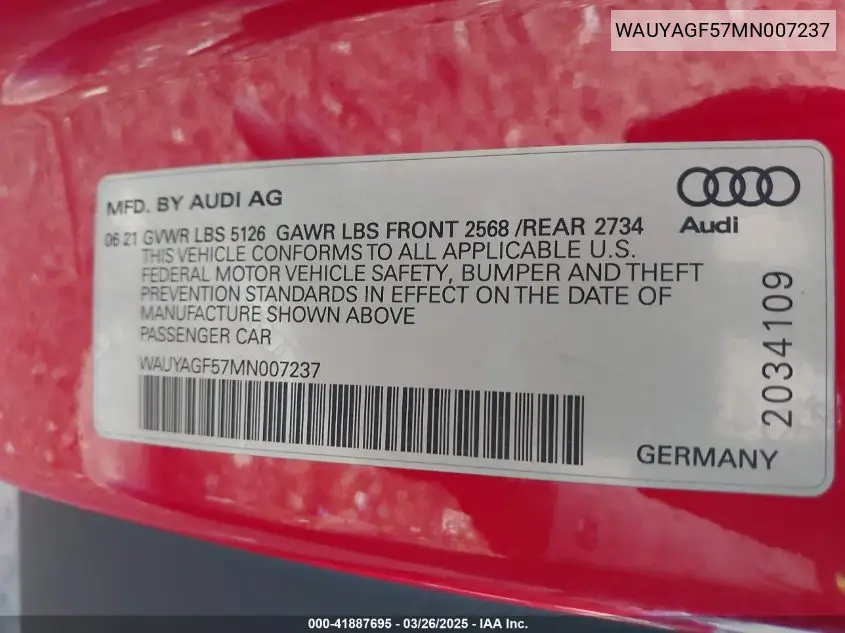 WAUYAGF57MN007237
MFD. BY AUDI AG
Audi
06 21 GVWR LBS 5126 GAWR LBS FRONT 2568 /REAR 2734
THIS VEHICLE CONFORMS TO ALL APPLICABLE U.S.
FEDERAL MOTOR VEHICLE SAFETY, BUMPER AND THEFT
PREVENTION STANDARDS IN EFFECT ON THE DATE OF
MANUFACTURE SHOWN ABOVE
PASSENGER CAR
WAUYAGF57MN007237
2034109
GERMANY
000-41887695 - 03/26/2025 - IAA Inc.